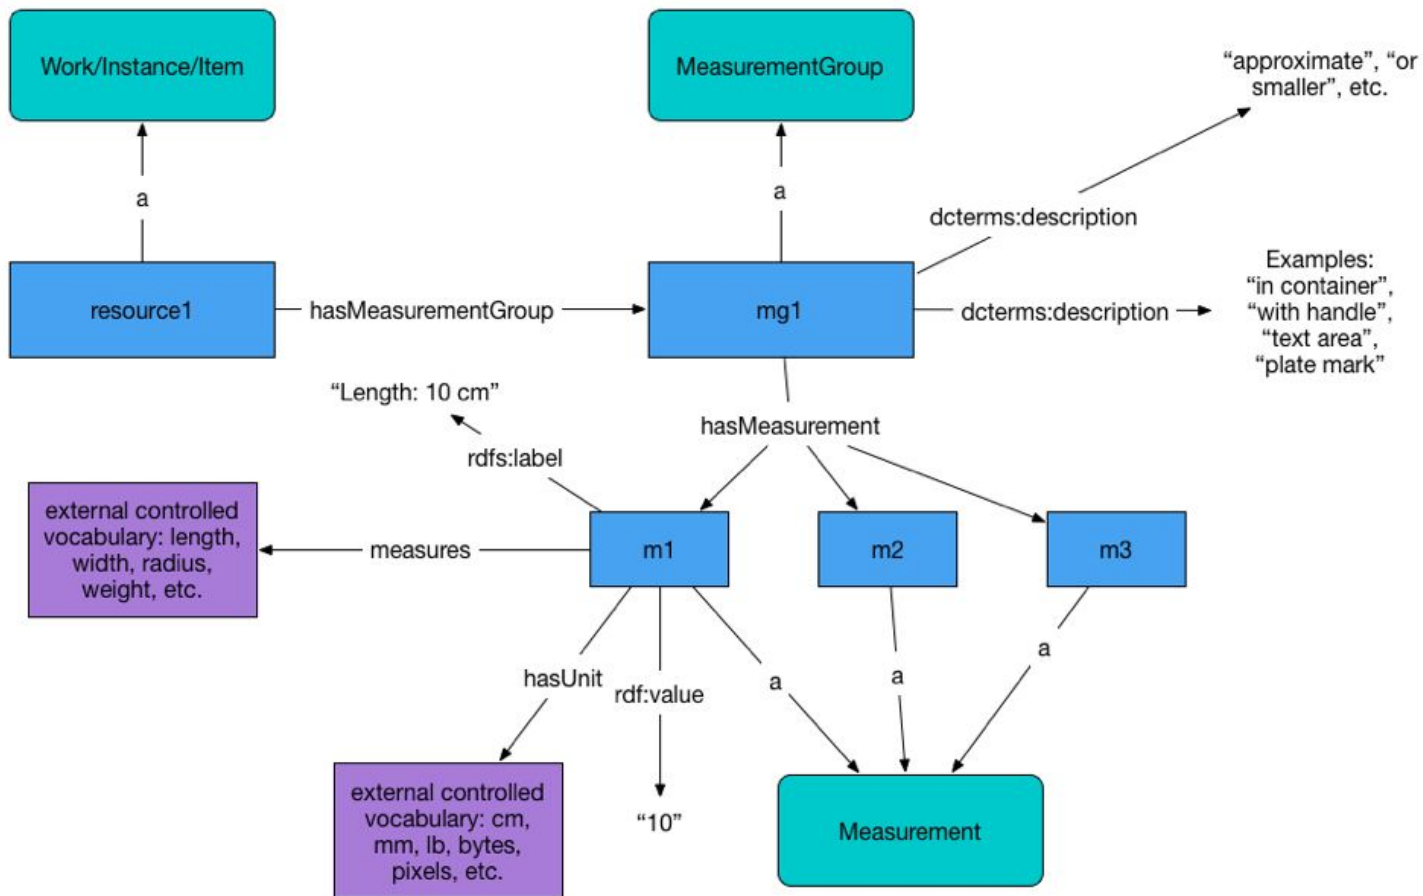 Work/Instance/Item
MeasurementGroup
“approximate”, “or
smaller”, etc.
a
a
dcterms:description
resource1
hasMeasurementGroup
mg1
dcterms:description
Examples:
“in container”,
“with handle”,
“text area”,
“plate mark”
“Length: 10 cm”
hasMeasurement
rdfs:label
external controlled
vocabulary: length,
width, radius,
weight, etc.
measures
m1
m2
m3
hasUnit
rdf:value
a
a
a
external controlled
vocabulary: cm,
mm, lb, bytes,
pixels, etc.
“10”
Measurement